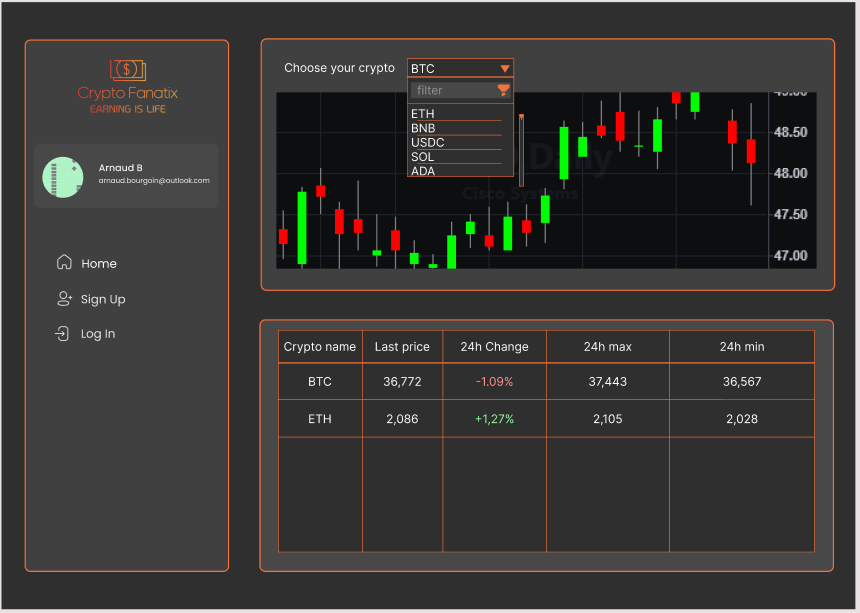 Crypto Fanatix
EARNING IS LIFE
Arnaud B
arnaud.bourgoin@outlook.com
Home
Sign Up
Log In
Choose your crypto
BTC
filter
ETH
BNB
USDC
SOL
ADA
Daily
Cisco Systems
49.00
48.50
48.00
47.50
47.00
Crypto name Last price 24h Change 24h max 24h min
BTC 36,772 -1.09% 37,443 36,567
ETH 2,086 +1,27% 2,105 2,028